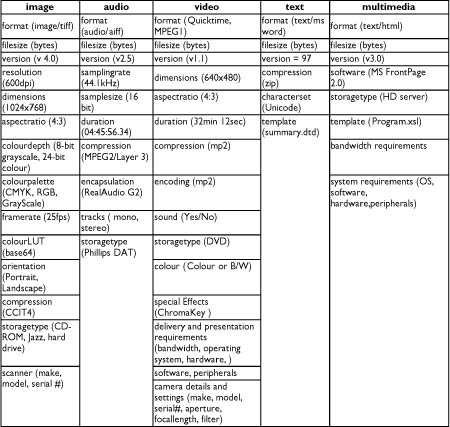 image
format (image/tiff)
filesize (bytes)
version (v 4.0)
resolution
(600dpi)
dimensions
(1024x768)
aspectratio (4:3)
colourdepth (8-bit
grayscale, 24-bit
colour)
colourpalette
(CMYK, RGB,
GrayScale)
framerate (25fps)
colourLUT
(base64)
orientation
(Portrait,
Landscape)
compression
(CCIT4)
storagetype (CD-
ROM, Jazz, hard
drive)
scanner (make,
model, serial #)
audio
format
(audio/aiff)
filesize (bytes)
version (v2.5)
samplingrate
(44.1kHz)
samplesize (16
bit)
duration
(04:45:56.34)
compression
(MPEG2/Layer 3)
encapsulation
(RealAudio G2)
tracks ( mono,
stereo)
storagetype
(Phillips DAT)
video
format (Quicktime,
MPEG1)
filesize (bytes)
version (v1.1)
dimensions (640x480)
aspectratio (4:3)
duration (32min 12sec)
compression (mp2)
encoding (mp2)
sound (Yes/No)
storagetype (DVD)
colour (Colour or B/W)
special Effects
(ChromaKey )
delivery and presentation
requirements
(bandwidth, operating
system, hardware, )
software, peripherals
camera details and
settings (make, model,
serial#, aperture,
focallength, filter)
text
format (text/ms
word)
filesize (bytes)
version = 97
compression
(zip)
characterset
(Unicode)
template
(summary.dtd)
multimedia
format (text/html)
filesize (bytes)
version (v3.0)
software (MS FrontPage
2.0)
storagetype (HD server)
template (Program.xsl)
bandwidth requirements
system requirements (OS,
software,
hardware,peripherals)